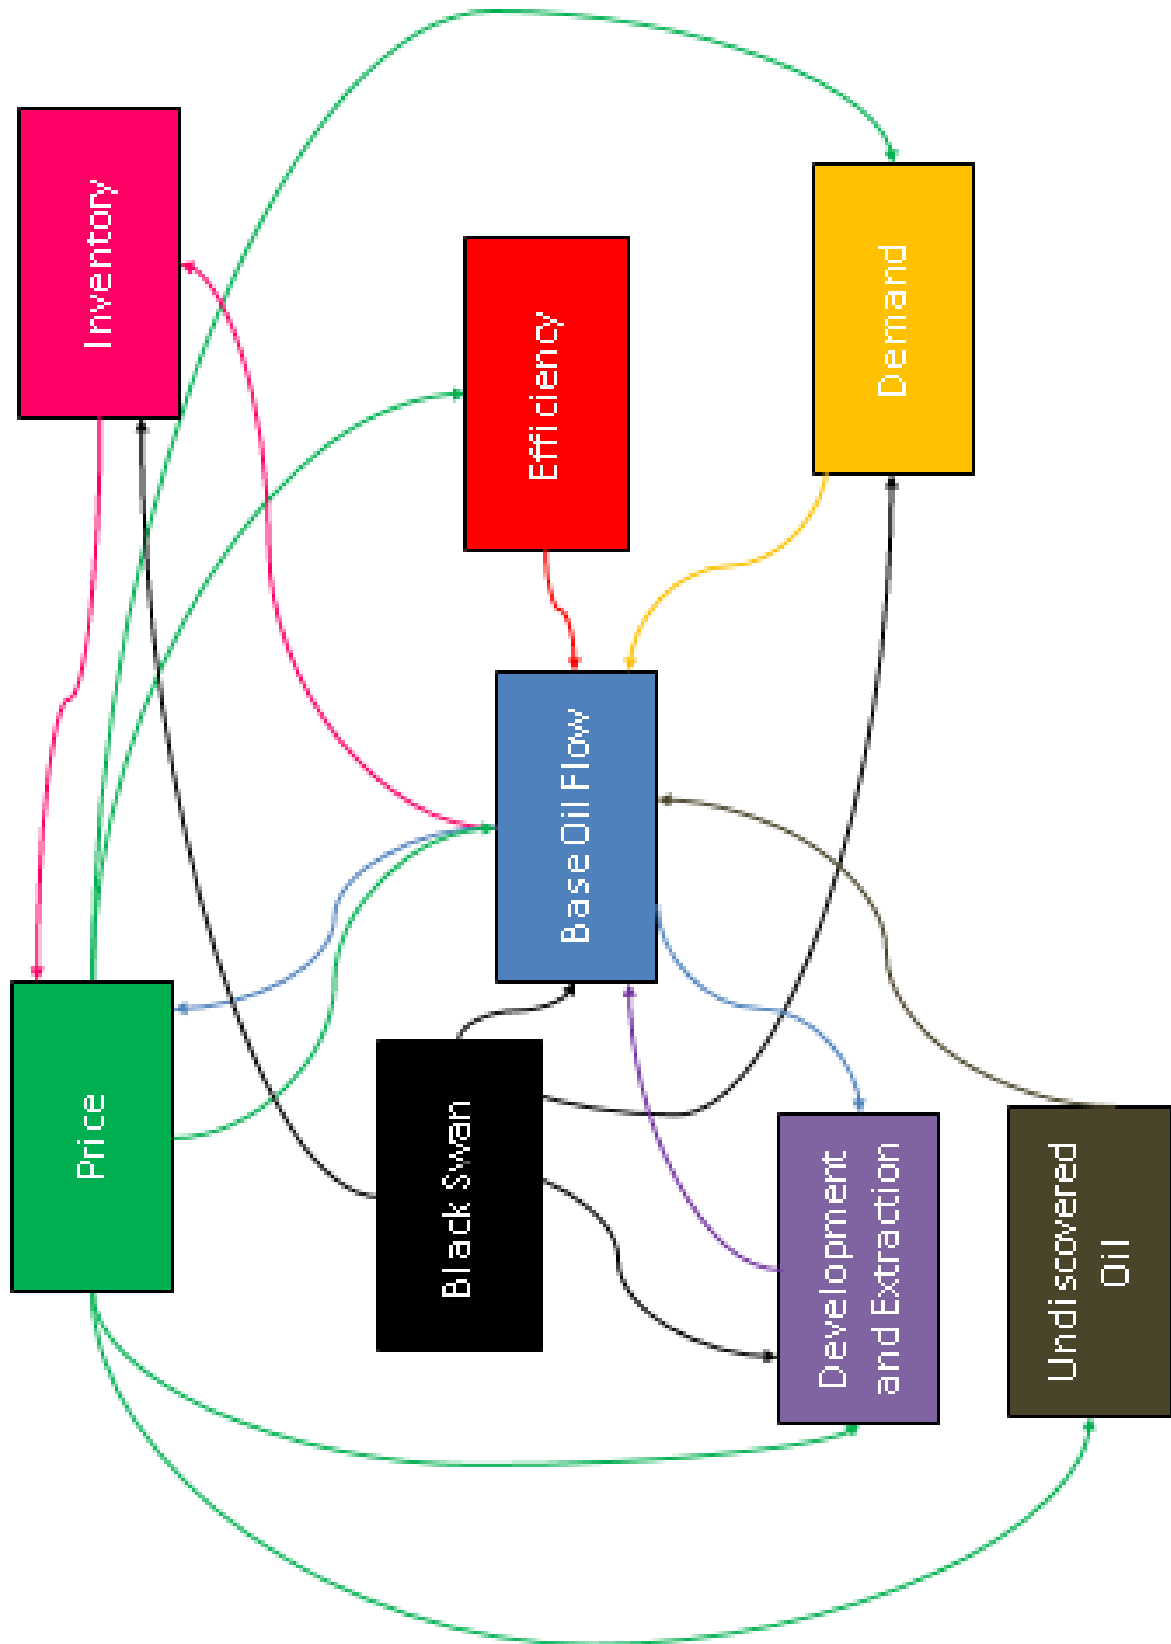 Price
Inventory
Black Swan
Base Oil Flow
Efficiency
Development
and Extraction
Demand
Undiscovered
Oil